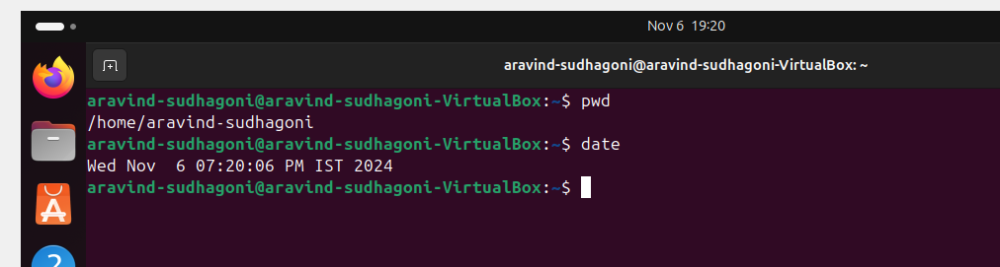 Nov 6 19:20
aravind-sudhagoni@aravind-sudhagoni-VirtualBox: ~
aravind-sudhagoni@aravind-sudhagoni-VirtualBox:~$ pwd
/home/aravind-sudhagoni
aravind-sudhagoni@aravind-sudhagoni-VirtualBox:~$ date
Wed Nov  6 07:20:06 PM IST 2024
aravind-sudhagoni@aravind-sudhagoni-VirtualBox:~$